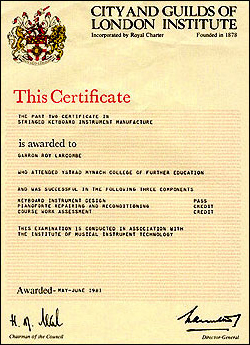 CITY AND GUILDS OF
LONDON INSTITUTE
Incorporated by Royal Charter Founded in 1878
This Certificate
THE PART TWO CERTIFICATE IN
STRINGED KEYBOARD INSTRUMENT MANUFACTURE
is awarded to
BARRON ROY LARCOMBE
WHO ATTENDED YSTRAD MYNACH COLLEGE OF FURTHER EDUCATION
AND WAS SUCCESSFUL IN THE FOLLOWING THREE COMPONENTS
KEYBOARD INSTRUMENT DESIGN PASS
PIANOFORTE REPAIRING AND RECONDITIONING CREDIT
COURSE WORK ASSESSMENT CREDIT
THIS EXAMINATION IS CONDUCTED IN ASSOCIATION WITH
THE INSTITUTE OF MUSICAL INSTRUMENT TECHNOLOGY
Awarded- MAY-JUNE 1981
Chairman of the Council Director-General